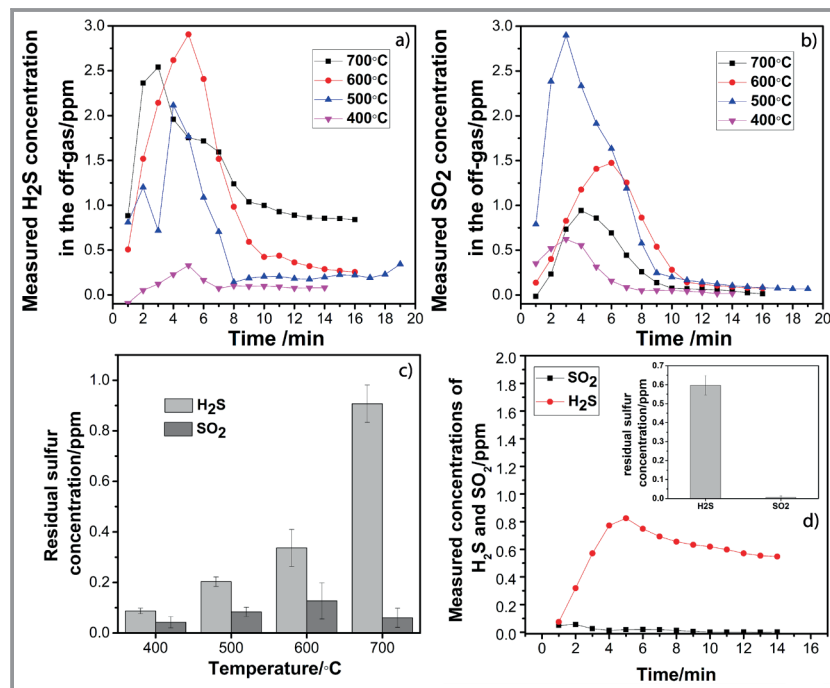 a)
Measured H2S concentration
in the off-gas/ppm
3.0
2.5
2.0
1.5
1.0
0.5
0.0
700°C
600°C
500°C
400°C
0 2 4 6 8 10 12 14 16 18 20
Time /min
b)
Measured SO2 concentration
in the off-gas/ppm
3.0
2.5
2.0
1.5
1.0
0.5
0.0
700°C
600°C
500°C
400°C
0 2 4 6 8 10 12 14 16 18 20
Time /min
c)
Residual sulfur
concentration/ppm
1.0
0.8
0.6
0.4
0.2
0.0
H2S
SO2
400 500 600 700
Temperature/°C
d)
Measured concentrations of
H2S and SO2/ppm
2.0
1.8
1.6
1.4
1.2
1.0
0.8
0.6
0.4
0.2
0.0
SO2
H2S
residual sulfur
concentration/ppm
0.7
0.6
0.5
0.4
0.3
0.2
0.1
0.0
H2S SO2
0 2 4 6 8 10 12 14 16
Time/min